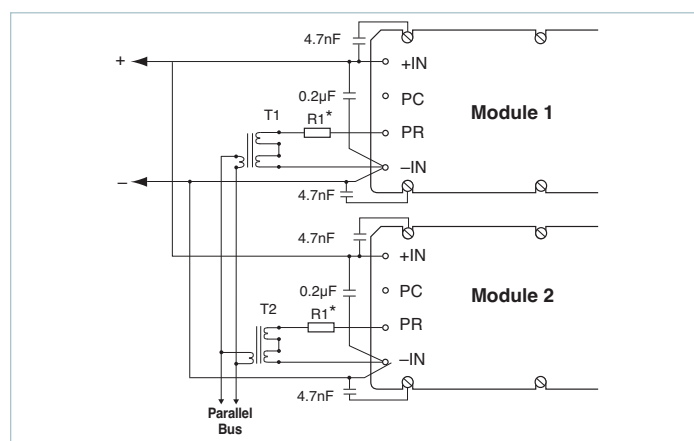 4.7nF
+
+IN
0.2µF
PC
Module 1
T1
R1*
PR
–IN
–
4.7nF
4.7nF
+IN
0.2µF
PC
Module 2
T2
R1*
PR
–IN
4.7nF
Parallel
Bus